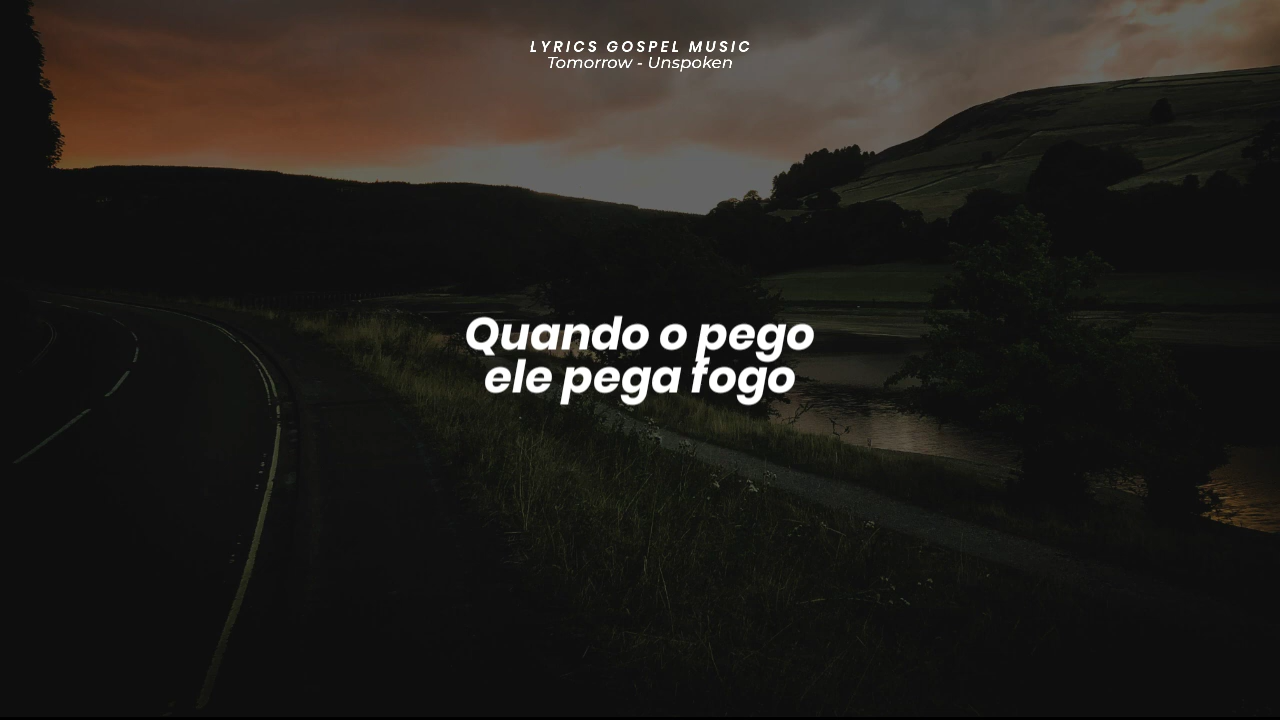 LYRICS GOSPEL MUSIC
Tomorrow - Unspoken
Quando o pego
ele pega fogo